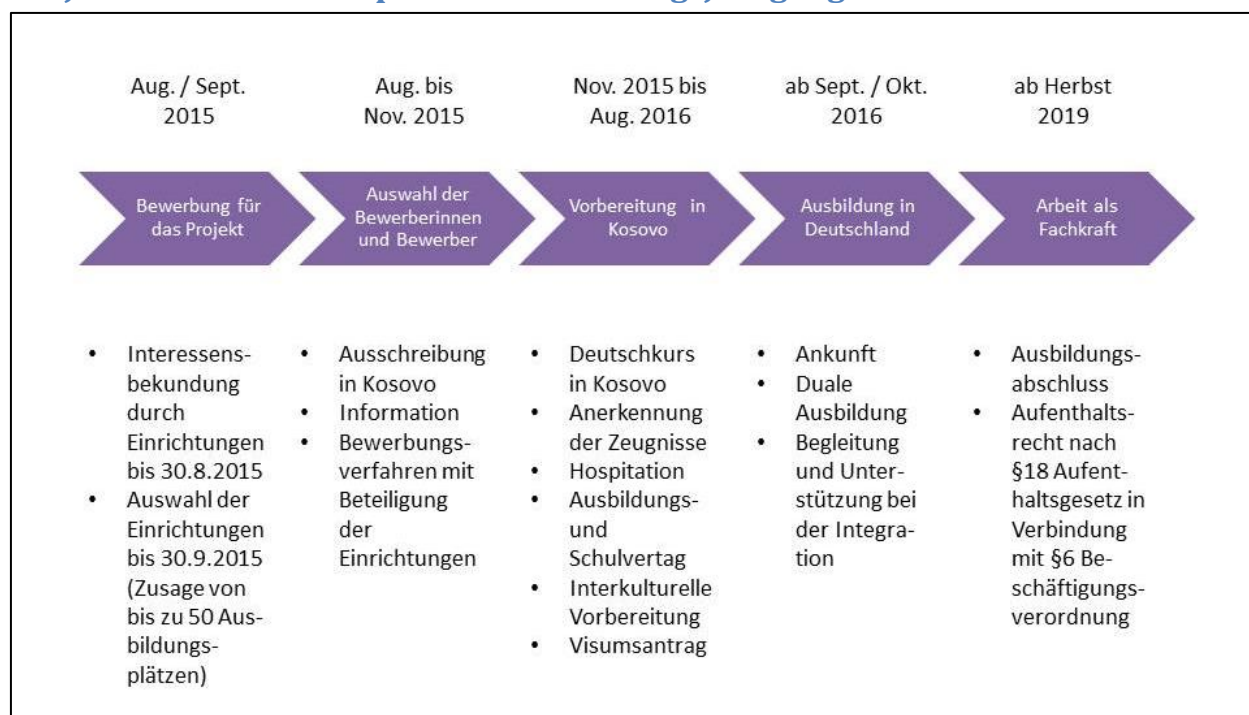 Aug. / Sept.
2015
Aug. bis
Nov. 2015
Nov. 2015 bis
Aug. 2016
ab Sept. / Okt.
2016
ab Herbst
2019
Bewerbung für
das Projekt
Auswahl der
Bewerberinnen
und Bewerber
Vorbereitung in
Kosovo
Ausbildung in
Deutschland
Arbeit als
Fachkraft
• Interessens-
bekundung
durch
Einrichtungen
bis 30.8.2015
• Auswahl der
Einrichtungen
bis 30.9.2015
(Zusage von
bis zu 50 Aus-
bildungs-
plätzen)
• Ausschreibung
in Kosovo
• Information
• Bewerbungs-
verfahren mit
Beteiligung
der
Einrichtungen
• Deutschkurs
in Kosovo
• Anerkennung
der Zeugnisse
• Hospitation
• Ausbildungs-
und
Schulvertag
• Interkulturelle
Vorbereitung
• Visumsantrag
• Ankunft
• Duale
Ausbildung
• Begleitung
und Unter-
stützung bei
der Integra-
tion
• Ausbildungs-
abschluss
• Aufenthalts-
recht nach
§18 Aufent-
haltsgesetz in
Verbindung
mit §6 Be-
schäftigungs-
verordnung